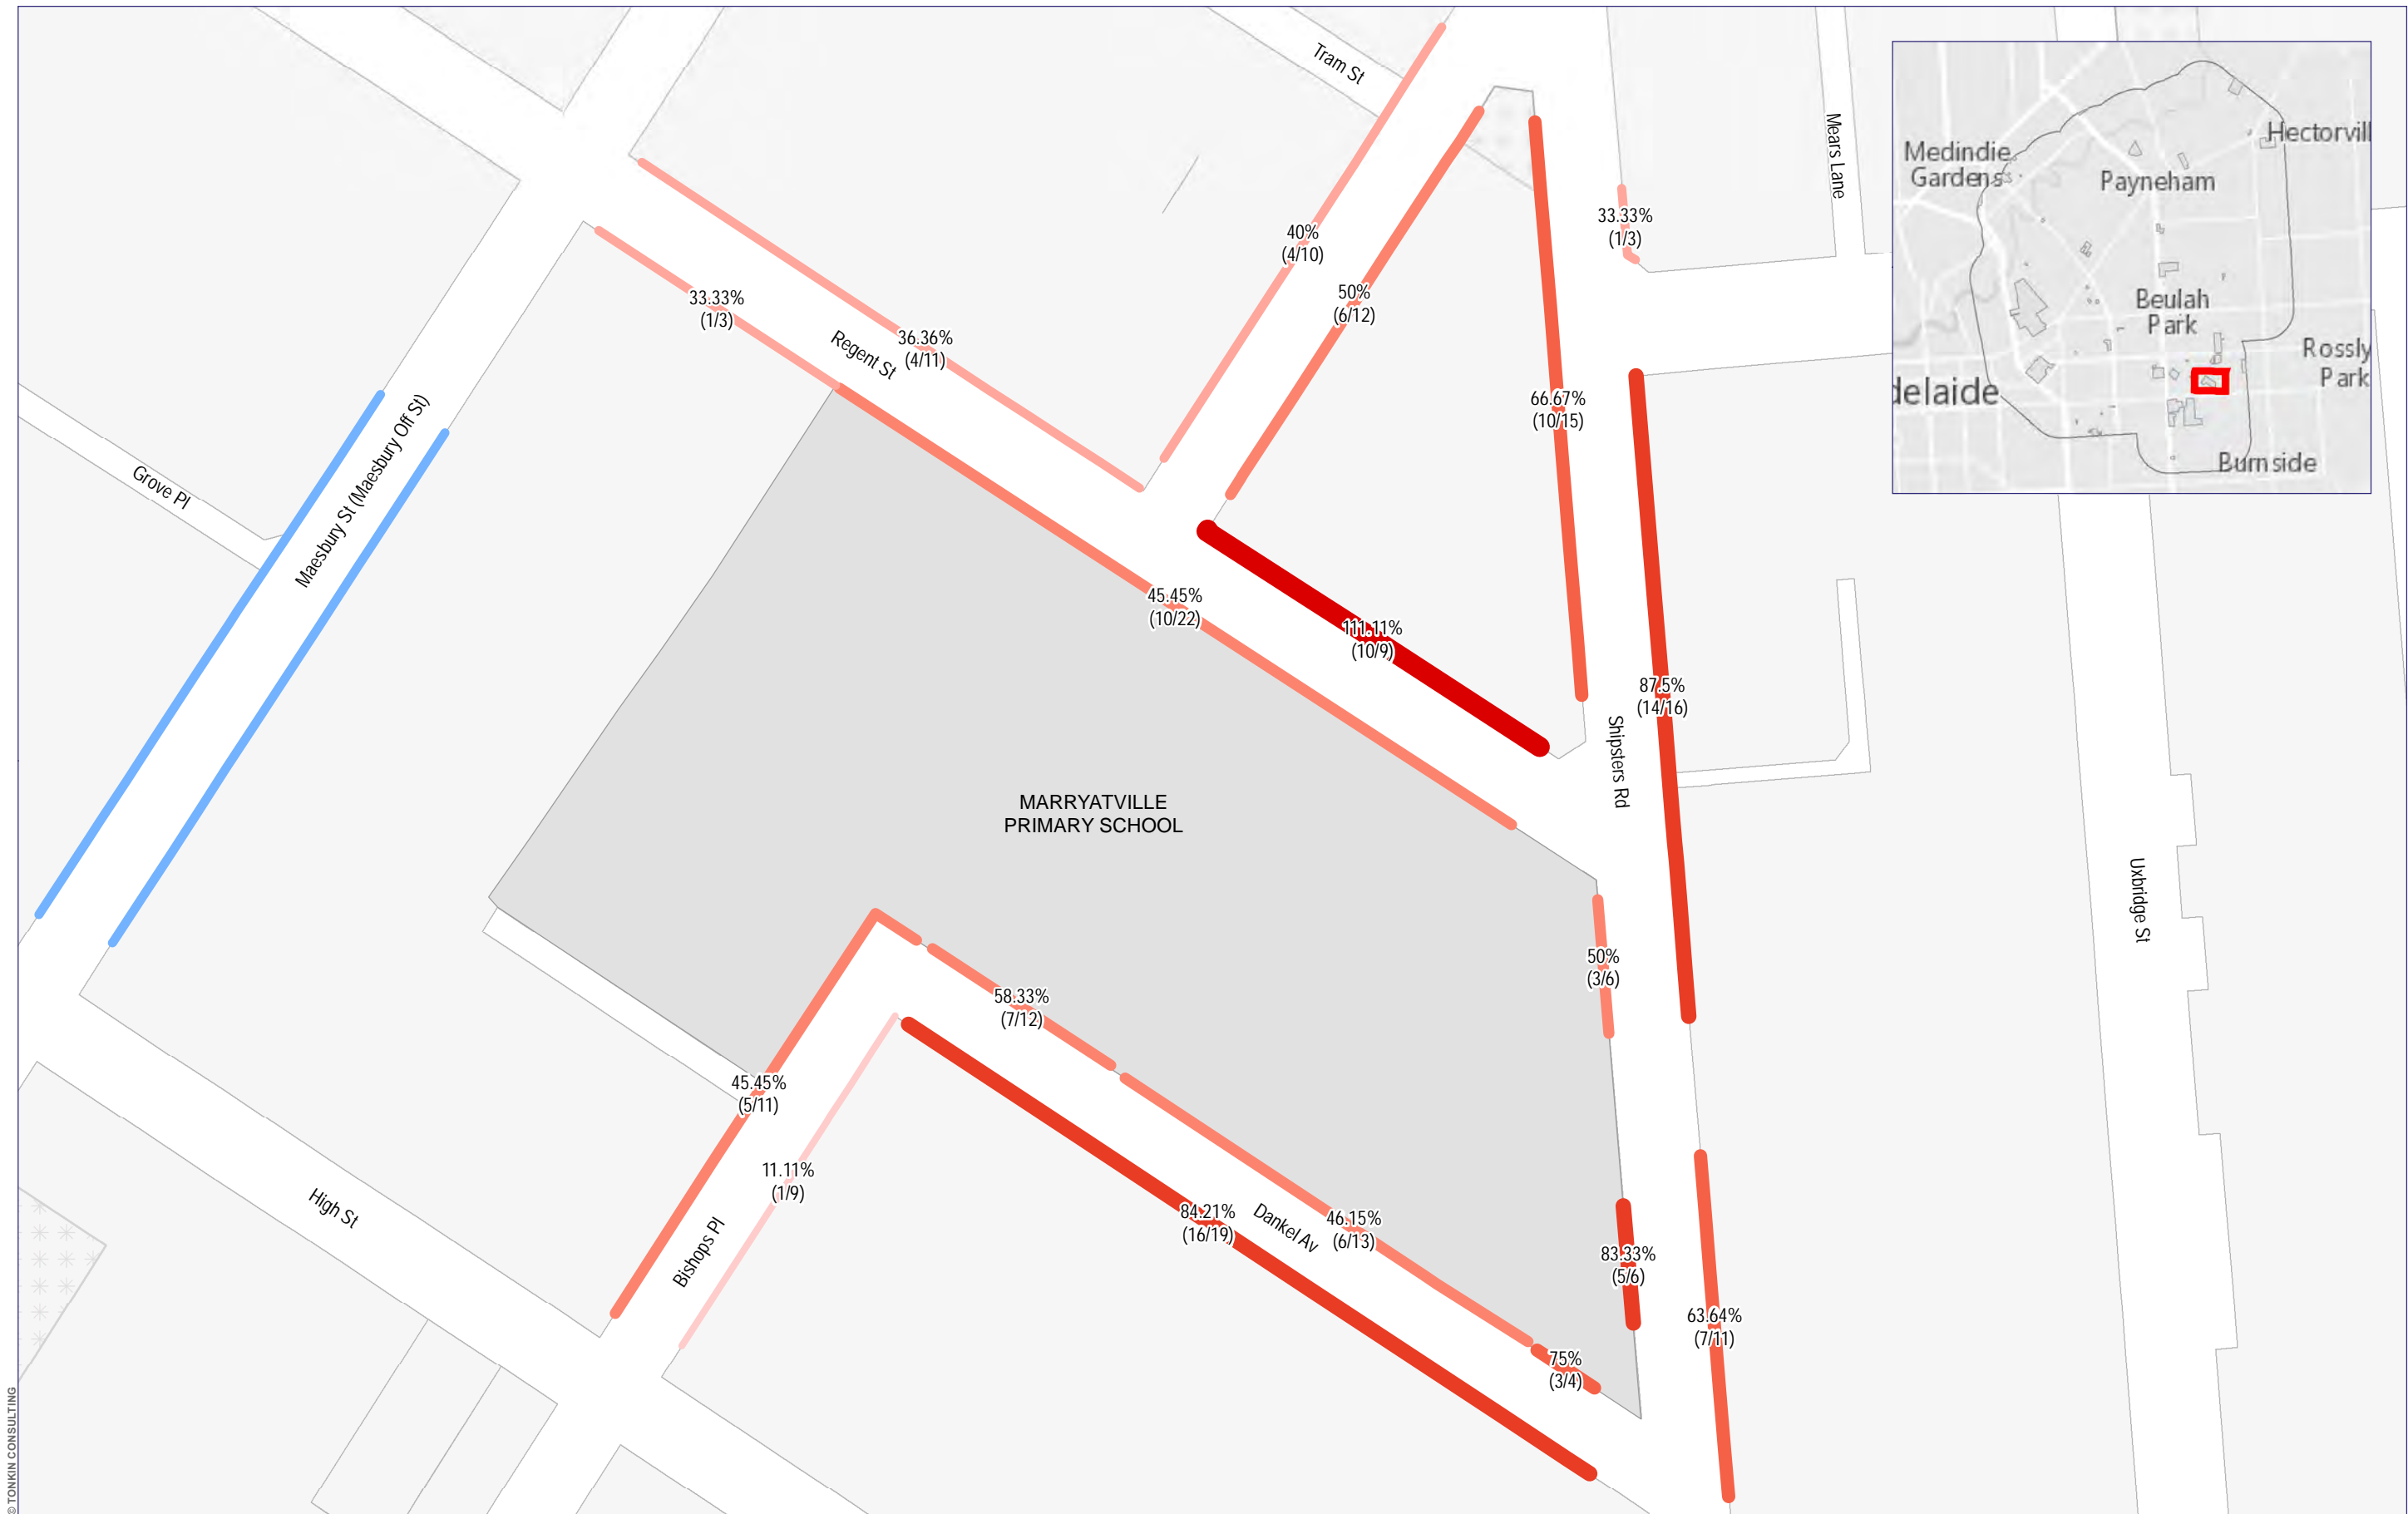 Tram St
Mears Lane
Medindie
Gardens
Hectorvill
Payneham
Beulah
Park
Rossly
Park
delaide
Burnside
33.33%
(1/3)
40%
(4/10)
50%
(6/12)
33.33%
(1/3)
36.36%
(4/11)
Regent St
66.67%
(10/15)
Grove Pl
Maesbury St (Maesbury Off St)
45.45%
(10/22)
111.11%
(10/9)
87.5%
(14/16)
Shipsters Rd
MARRYATVILLE
PRIMARY SCHOOL
Uxbridge St
50%
(3/6)
58.33%
(7/12)
45.45%
(5/11)
11.11%
(1/9)
High St
Bishops Pl
84.21%
(16/19)
Dankel Av
46.15%
(6/13)
83.33%
(5/6)
63.64%
(7/11)
75%
(3/4)
© TONKIN CONSULTING